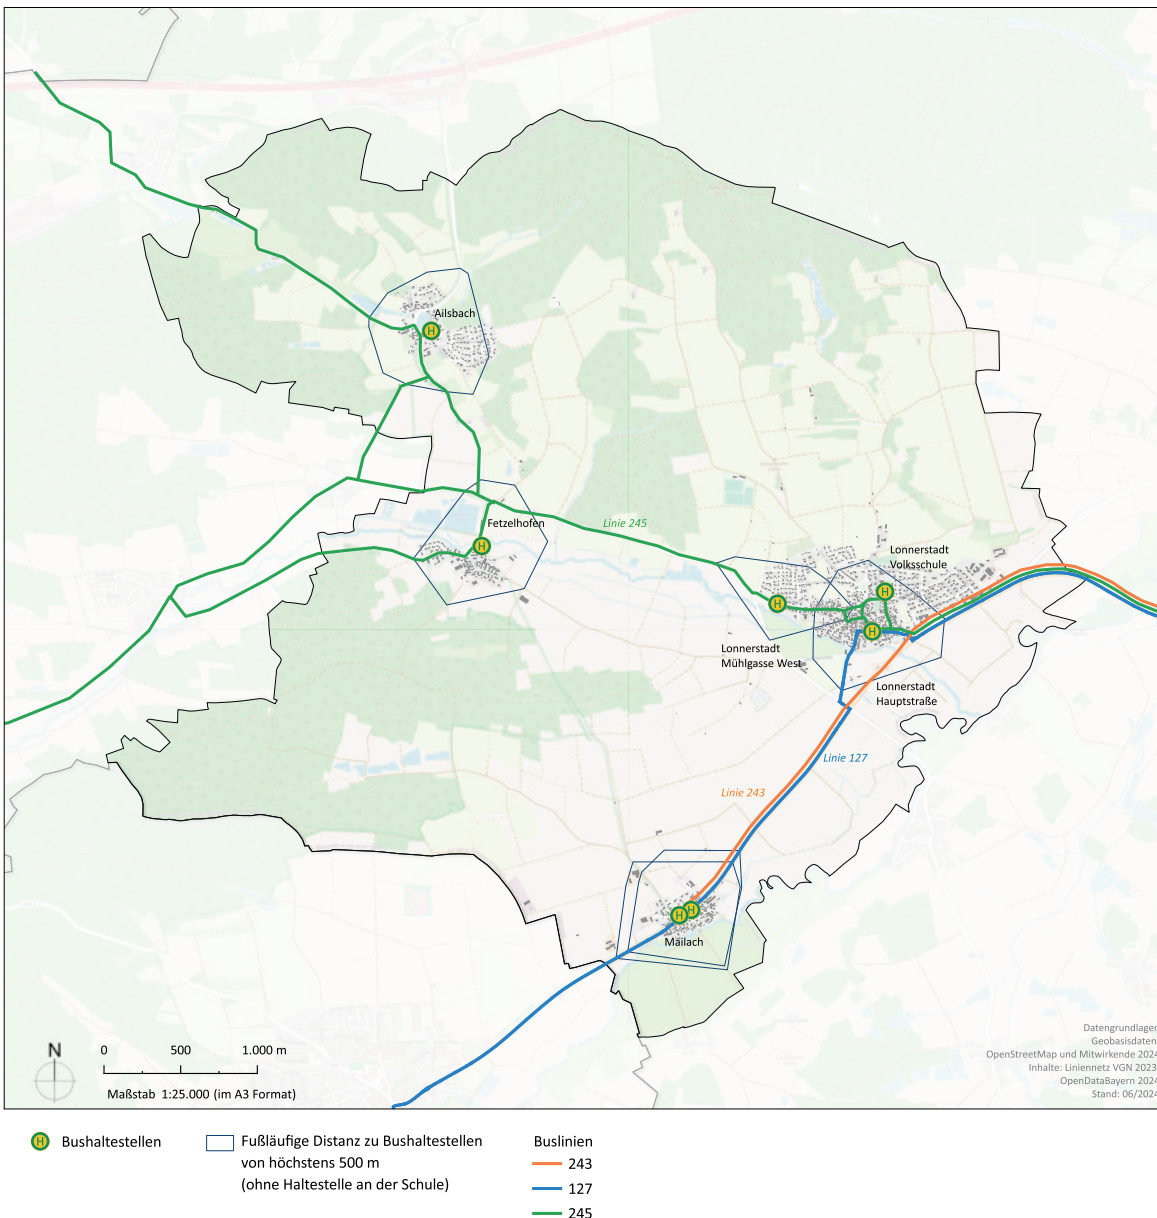 Ailsbach
Fetzelhofen
Linie 245
Lonnerstadt
Volksschule
Lonnerstadt
Mühlgasse West
Lonnerstadt
Hauptstraße
Linie 127
Linie 243
Mailach
H
H
H
H
H
H
H
N
0 500 1.000 m
Maßstab 1:25.000 (im A3 Format)
Datengrundlagen
Geobasisdaten
OpenStreetMap und Mitwirkende 2024
Inhalte: Liniennetz VGN 2023
OpenDataBayern 2024
Stand: 06/2024
H Bushaltestellen
Fußläufige Distanz zu Bushaltestellen
von höchstens 500 m
(ohne Haltestelle an der Schule)
Buslinien
243
127
245